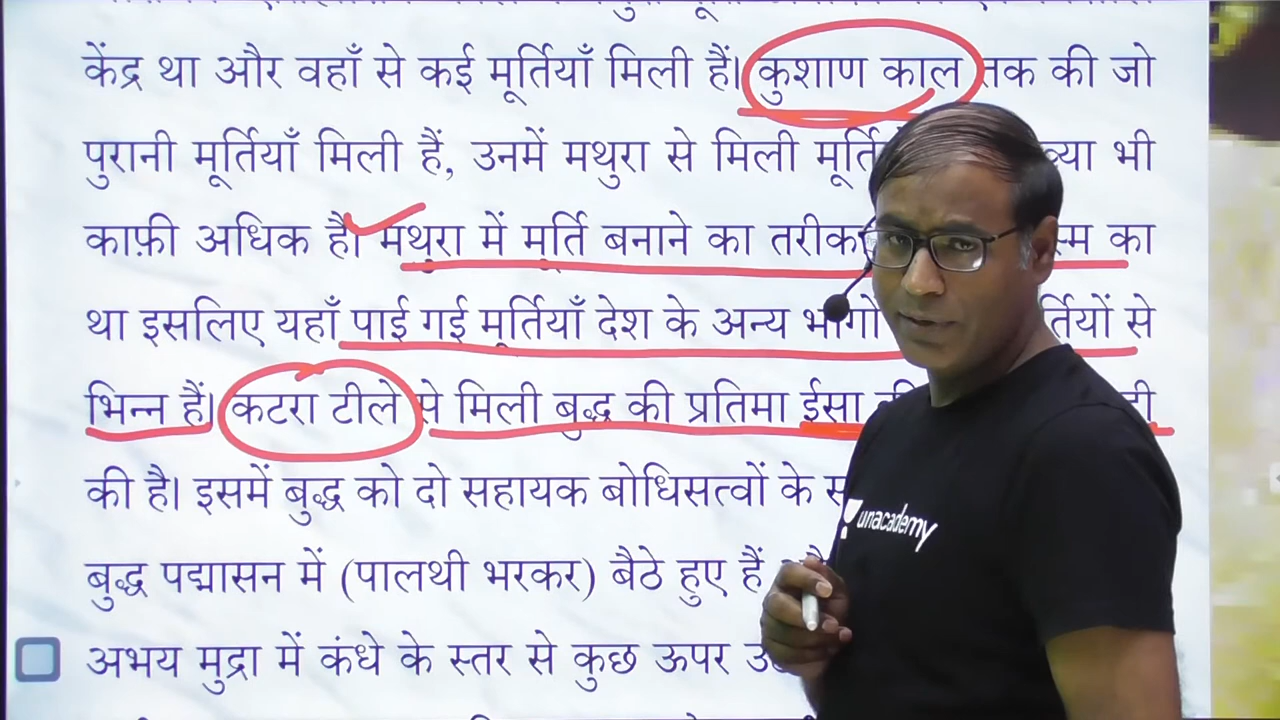 केंद्र था और वहाँ से कई मूर्तियाँ मिली हैं। कुशाण काल तक की जो
पुरानी मूर्तियाँ मिली हैं, उनमें मथुरा से मिली भी
काफ़ी अधिक है। मथुरा में मूर्ति बनाने का का
था इसलिए यहाँ पाई गई मूर्तियाँ देश के अन्य से
भिन्न हैं। कटरा टीले से मिली बुद्ध की प्रतिमा ईसा
की है। इसमें बुद्ध को दो सहायक बोधिसत्वों के
बुद्ध पद्मासन में (पालथी भरकर) बैठे हुए हैं
अभय मुद्रा में कंधे के स्तर से कुछ ऊपर
unacademy